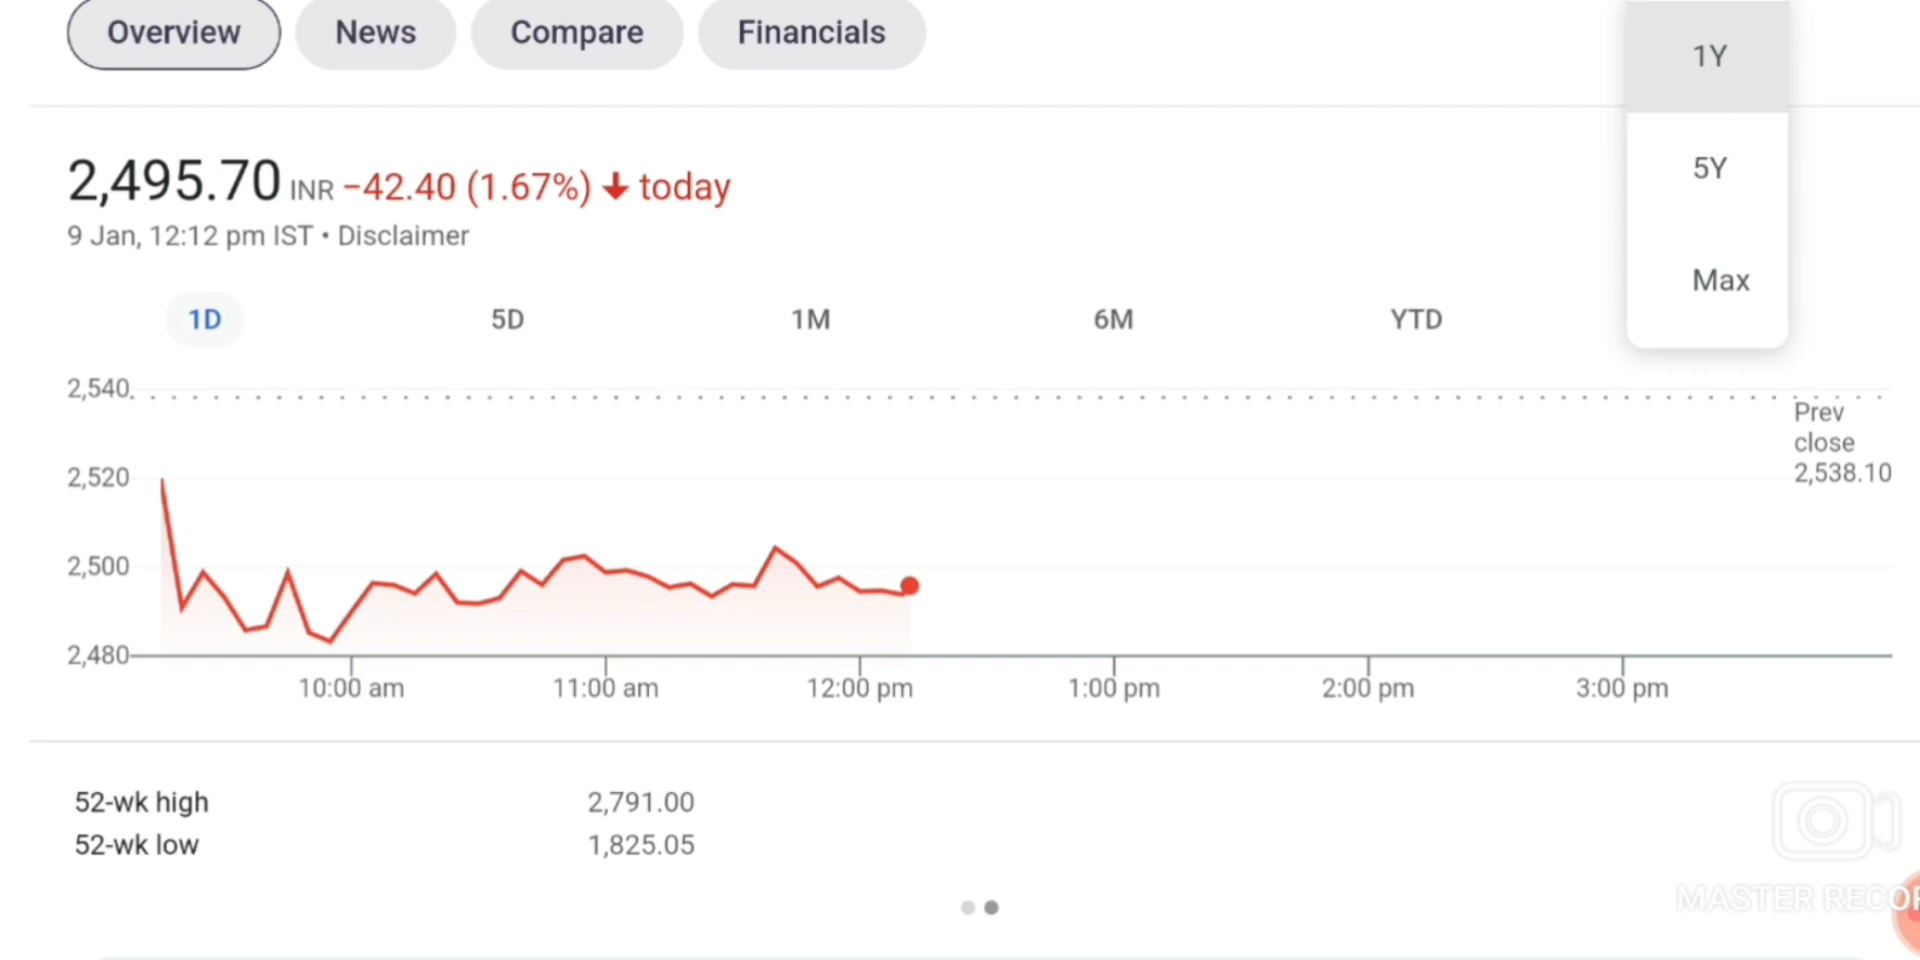 Overview News Compare Financials
1Y
5Y
Max
2,495.70 INR −42.40 (1.67%) ↓ today
9 Jan, 12:12 pm IST • Disclaimer
1D 5D 1M 6M YTD
2,540
Prev
close
2,538.10
2,520
2,500
2,480
10:00 am 11:00 am 12:00 pm 1:00 pm 2:00 pm 3:00 pm
52-wk high 2,791.00
52-wk low 1,825.05
MASTER RECOR